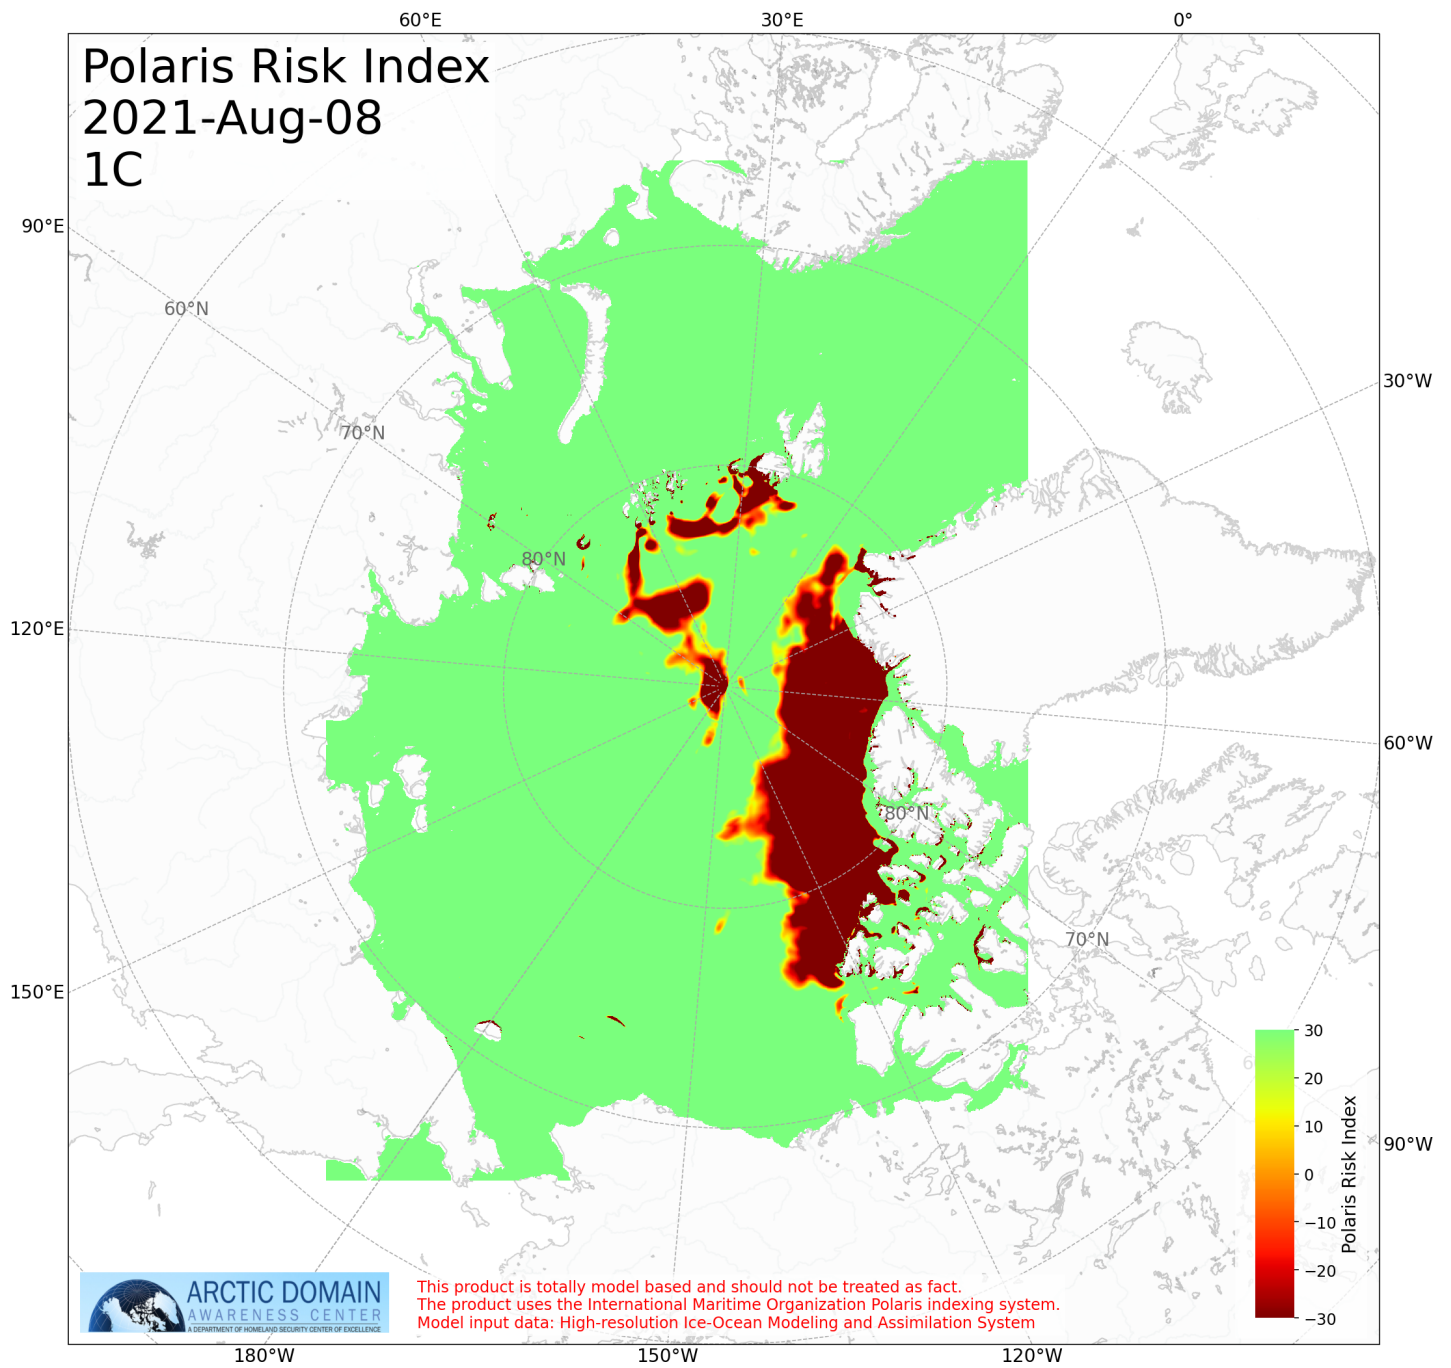 60°E 30°E 0°
Polaris Risk Index
2021-Aug-08
1C
90°E
60°N
30°W
70°N
80°N
120°E
60°W
80°N
70°N
150°E
30
20
10
0
−10
−20
−30
Polaris Risk Index
90°W
ARCTIC DOMAIN
AWARENESS CENTER
A DEPARTMENT OF HOMELAND SECURITY CENTER OF EXCELLENCE
This product is totally model based and should not be treated as fact.
The product uses the International Maritime Organization Polaris indexing system.
Model input data: High-resolution Ice-Ocean Modeling and Assimilation System
180°W 150°W 120°W